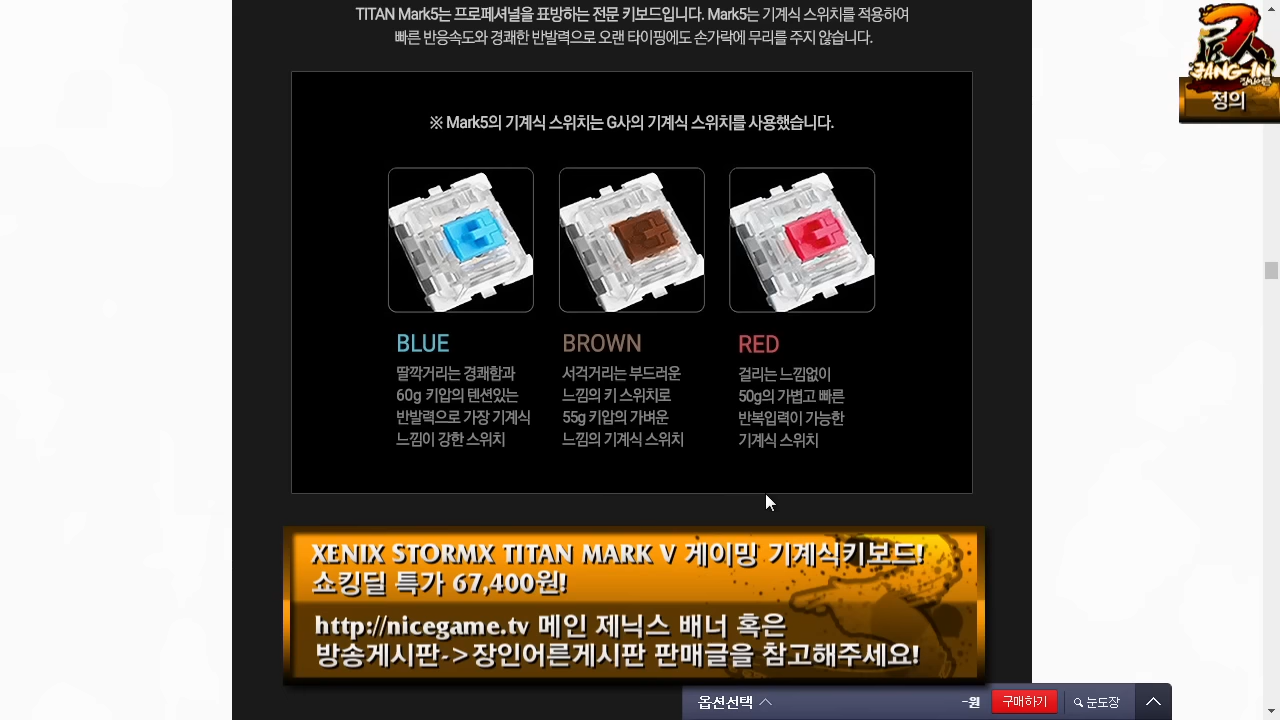 TITAN Mark5는 프로페셔널을 표방하는 전문 키보드입니다. Mark5는 기계식 스위치를 적용하여
빠른 반응속도와 경쾌한 반발력으로 오랜 타이핑에도 손가락에 무리를 주지 않습니다.
匠人
JANG-IN
정의
※ Mark5의 기계식 스위치는 G사의 기계식 스위치를 사용했습니다.
BLUE
딸깍거리는 경쾌함과
60g 키압의 텐션있는
반발력으로 가장 기계식
느낌이 강한 스위치
BROWN
서걱거리는 부드러운
느낌의 키 스위치로
55g 키압의 가벼운
느낌의 기계식 스위치
RED
걸리는 느낌없이
50g의 가볍고 빠른
반복입력이 가능한
기계식 스위치
XENIX STORMX TITAN MARK V 게이밍 기계식키보드!
쇼킹딜 특가 67,400원!
http://nicegame.tv 메인 제닉스 배너 혹은
방송게시판->장인어른게시판 판매글을 참고해주세요!
옵션선택
-원
구매하기
눈도장